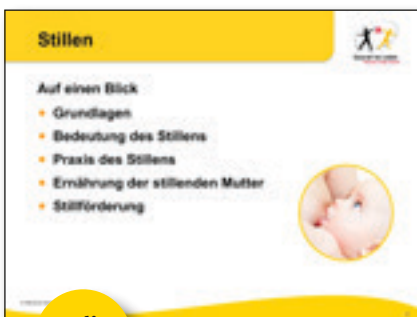 Stillen
Auf einen Blick
Grundlagen
Bedeutung des Stillens
Praxis des Stillens
Ernährung der stillenden Mutter
Stillförderung